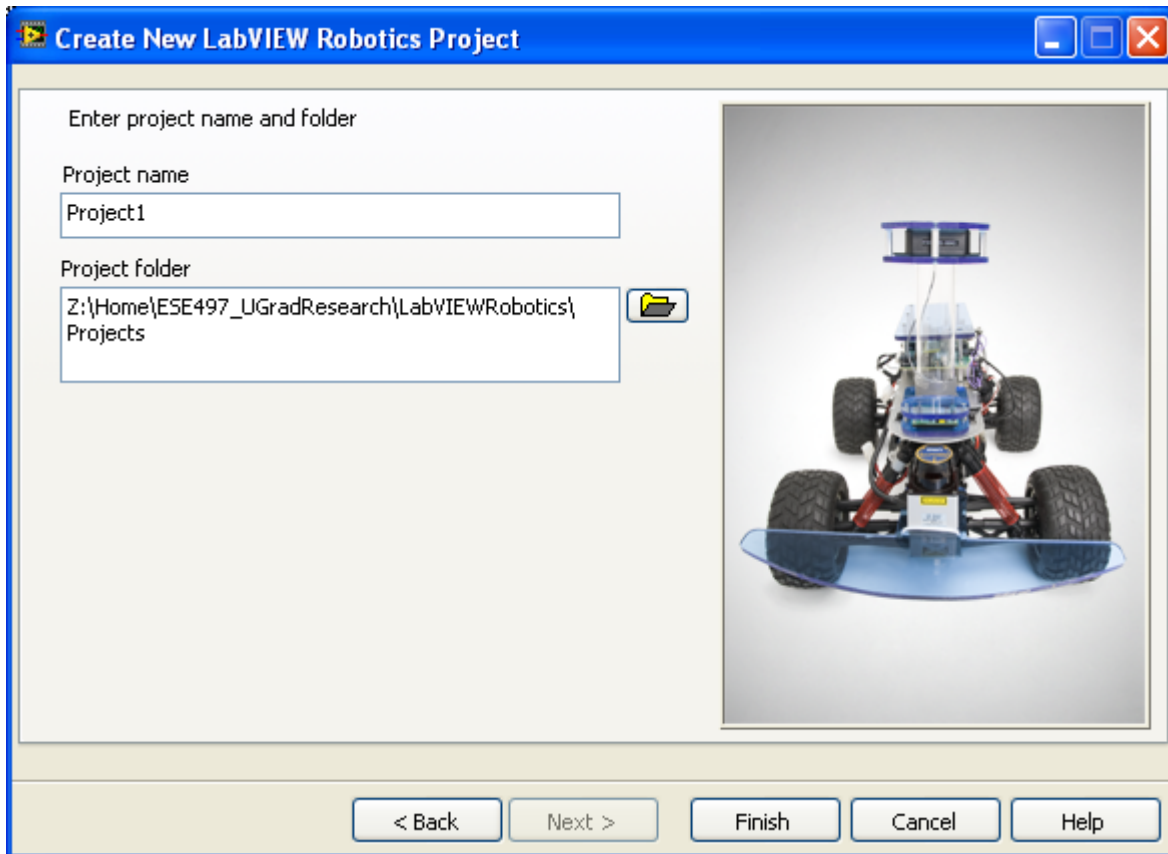 Create New LabVIEW Robotics Project
Enter project name and folder
Project name
Project1
Project folder
Z:\Home\ESE497_UGradResearch\LabVIEWRobotics\
Projects
< Back
Next >
Finish
Cancel
Help